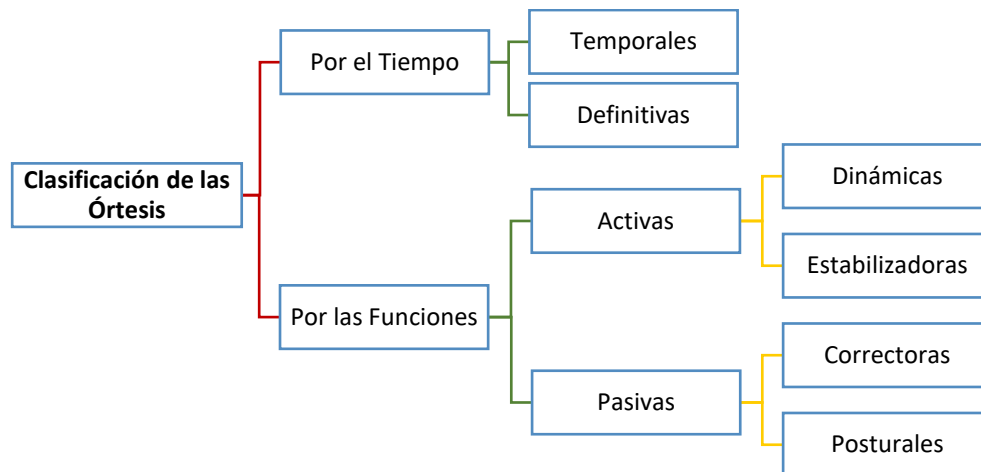 Clasificación de las
Órtesis
Por el Tiempo
Temporales
Definitivas
Por las Funciones
Activas
Dinámicas
Estabilizadoras
Pasivas
Correctoras
Posturales